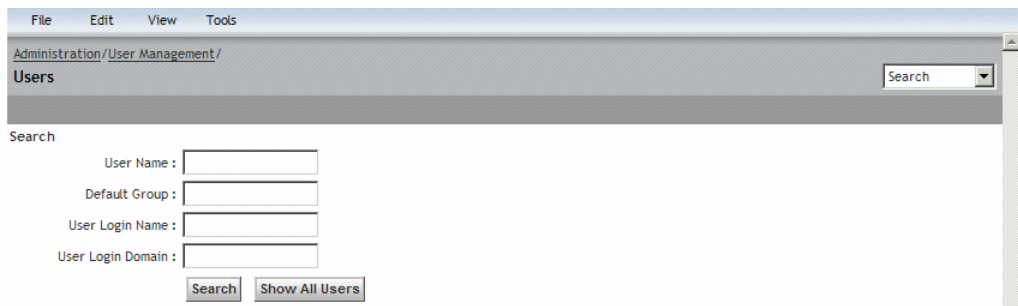 File Edit View Tools
Administration/User Management/
Users
Search
Search
User Name :
Default Group :
User Login Name :
User Login Domain :
Search Show All Users